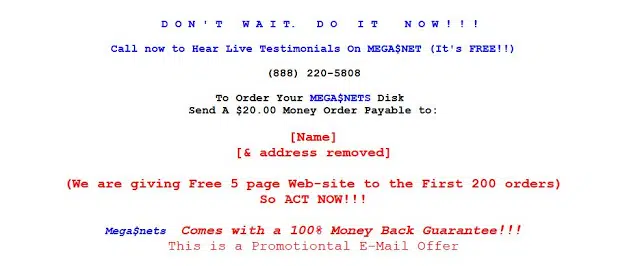 D O N ' T   W A I T.   D O   I T   N O W ! ! !
Call now to Hear Live Testimonials On MEGA$NET (It's FREE!!)
(888) 220-5808
To Order Your MEGA$NETS Disk
Send A $20.00 Money Order Payable to:
[Name]
[& address removed]
(We are giving Free 5 page Web-site to the First 200 orders)
So ACT NOW!!!
Mega$nets Comes with a 100% Money Back Guarantee!!!
This is a Promotiontal E-Mail Offer